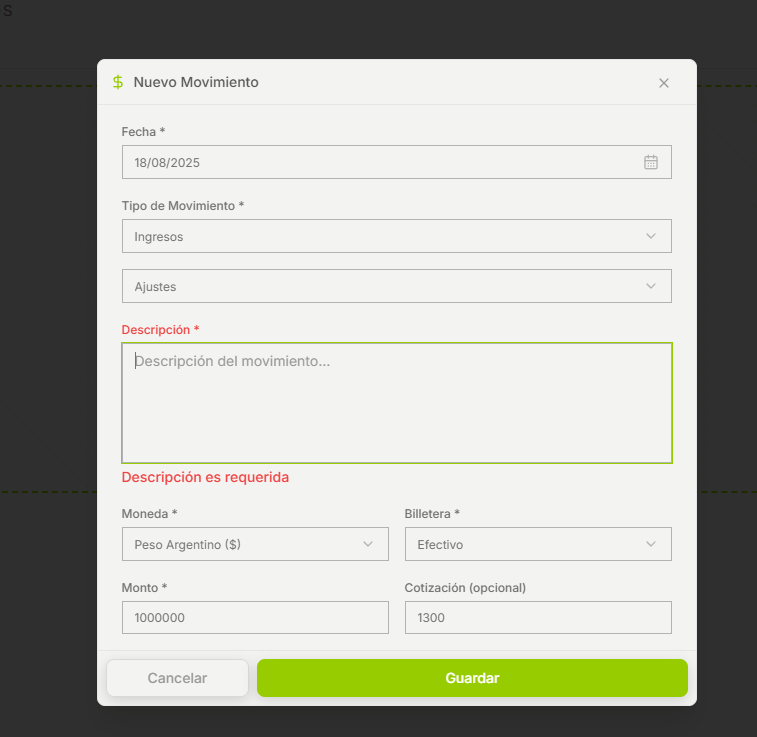 s
$ Nuevo Movimiento
Fecha *
18/08/2025
Tipo de Movimiento *
Ingresos
Ajustes
Descripción *
Descripción del movimiento...
Descripción es requerida
Moneda * Billetera *
Peso Argentino ($) Efectivo
Monto * Cotización (opcional)
1000000 1300
Cancelar Guardar